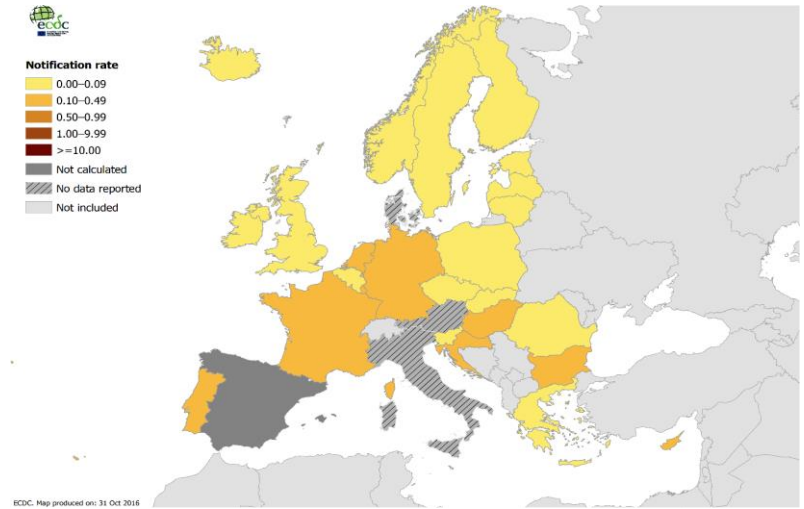 ecdc
Notification rate
0.00–0.09
0.10–0.49
0.50–0.99
1.00–9.99
>=10.00
Not calculated
No data reported
Not included
ECDC. Map produced on: 31 Oct 2016